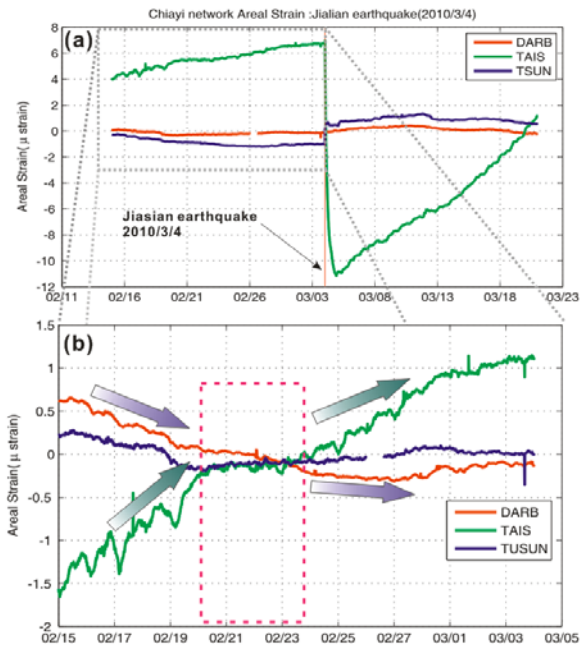 Chiayi network Areal Strain :Jialian earthquake(2010/3/4)
(a)
DARB
TAIS
TSUN
8
6
4
2
0
-2
-4
-6
-8
-10
-12
Areal Strain(μ strain)
Jiasian earthquake
2010/3/4
02/11 02/16 02/21 02/26 03/03 03/08 03/13 03/18 03/23
(b)
1.5
1
0.5
0
-0.5
-1
-1.5
-2
Areal Strain(μ strain)
DARB
TAIS
TUSUN
02/15 02/17 02/19 02/21 02/23 02/25 02/27 03/01 03/03 03/05